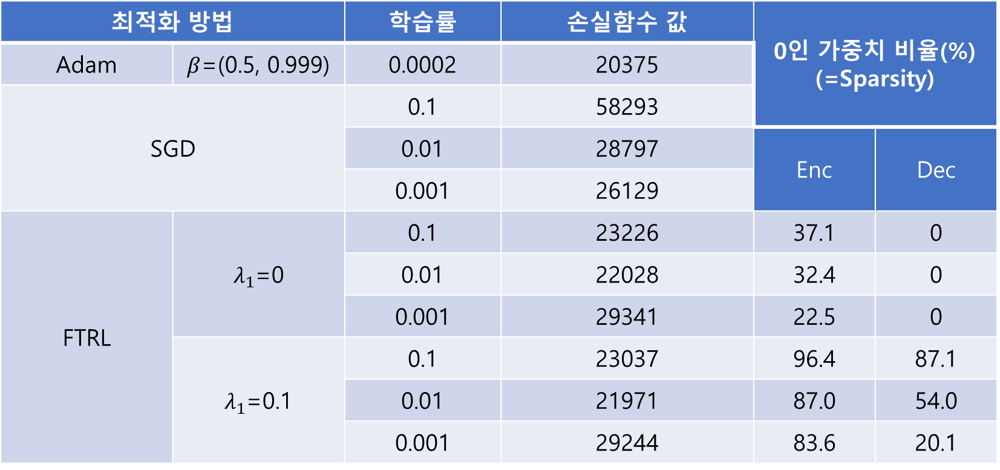 최적화 방법 학습률 손실함수 값 0인 가중치 비율(%)
(=Sparsity)
Adam β=(0.5, 0.999) 0.0002 20375
SGD 0.1 58293
0.01 28797
0.001 26129
Enc Dec
FTRL λ₁=0 0.1 23226 37.1 0
0.01 22028 32.4 0
0.001 29341 22.5 0
λ₁=0.1 0.1 23037 96.4 87.1
0.01 21971 87.0 54.0
0.001 29244 83.6 20.1